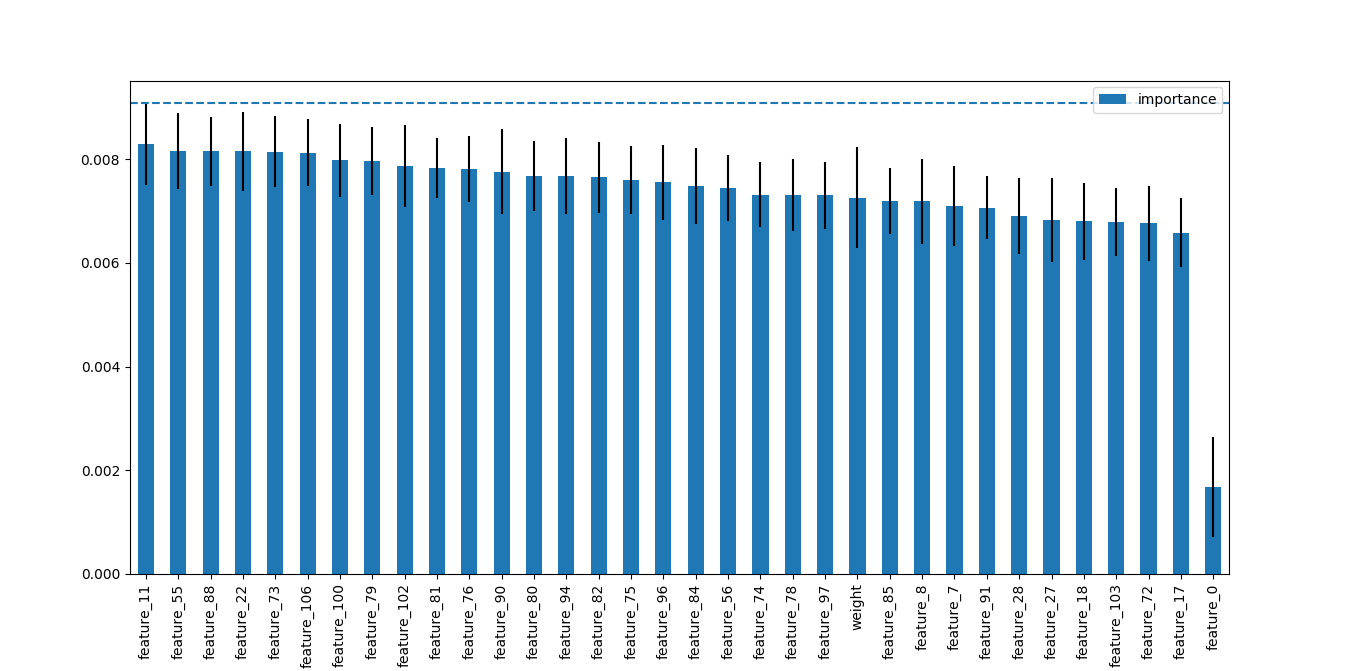 importance
0.008
0.006
0.004
0.002
0.000
feature_11
feature_55
feature_88
feature_22
feature_73
feature_106
feature_100
feature_79
feature_102
feature_81
feature_76
feature_90
feature_80
feature_94
feature_82
feature_75
feature_96
feature_84
feature_56
feature_74
feature_78
feature_97
weight
feature_85
feature_8
feature_7
feature_91
feature_28
feature_27
feature_18
feature_103
feature_72
feature_17
feature_0